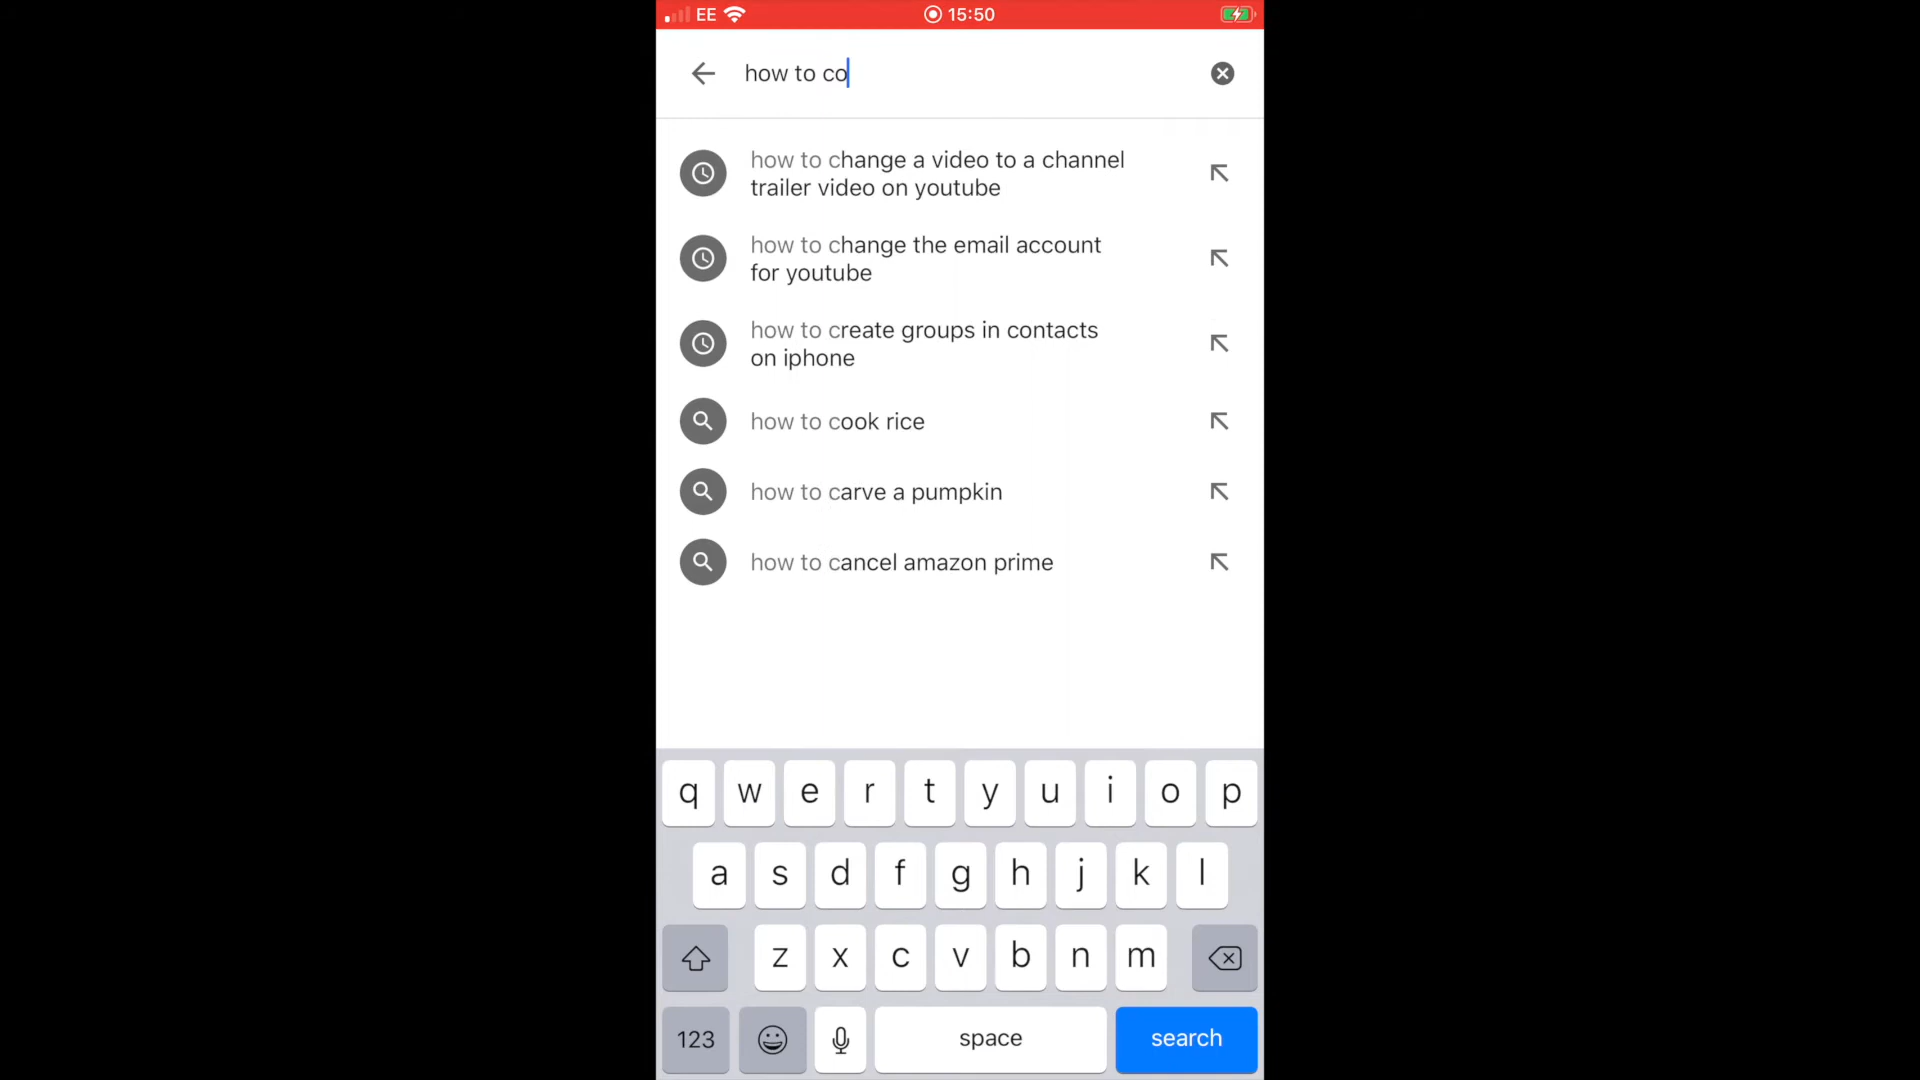 EE 15:50
how to co
how to change a video to a channel
trailer video on youtube
how to change the email account
for youtube
how to create groups in contacts
on iphone
how to cook rice
how to carve a pumpkin
how to cancel amazon prime
q w e r t y u i o p
a s d f g h j k l
z x c v b n m
123 space search